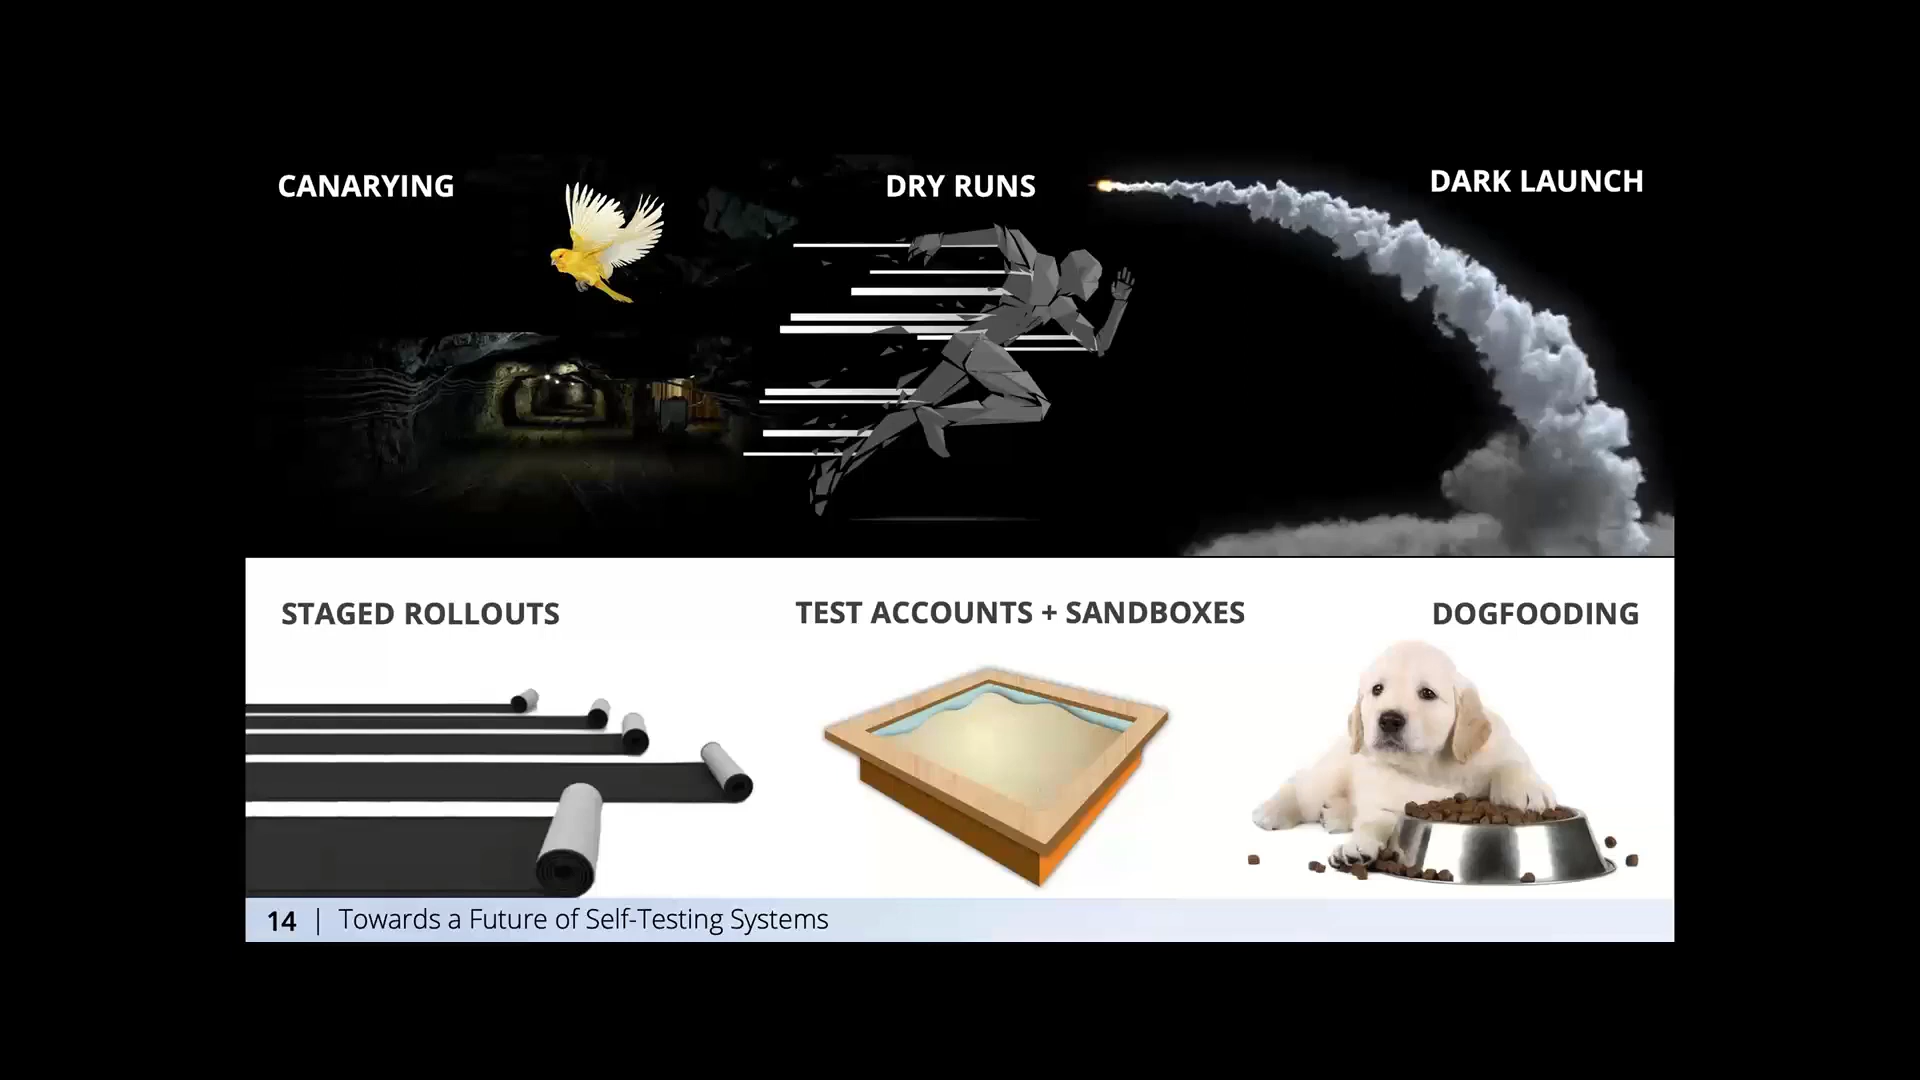 CANARYING
DRY RUNS
DARK LAUNCH
STAGED ROLLOUTS
TEST ACCOUNTS + SANDBOXES
DOGFOODING
14 | Towards a Future of Self-Testing Systems